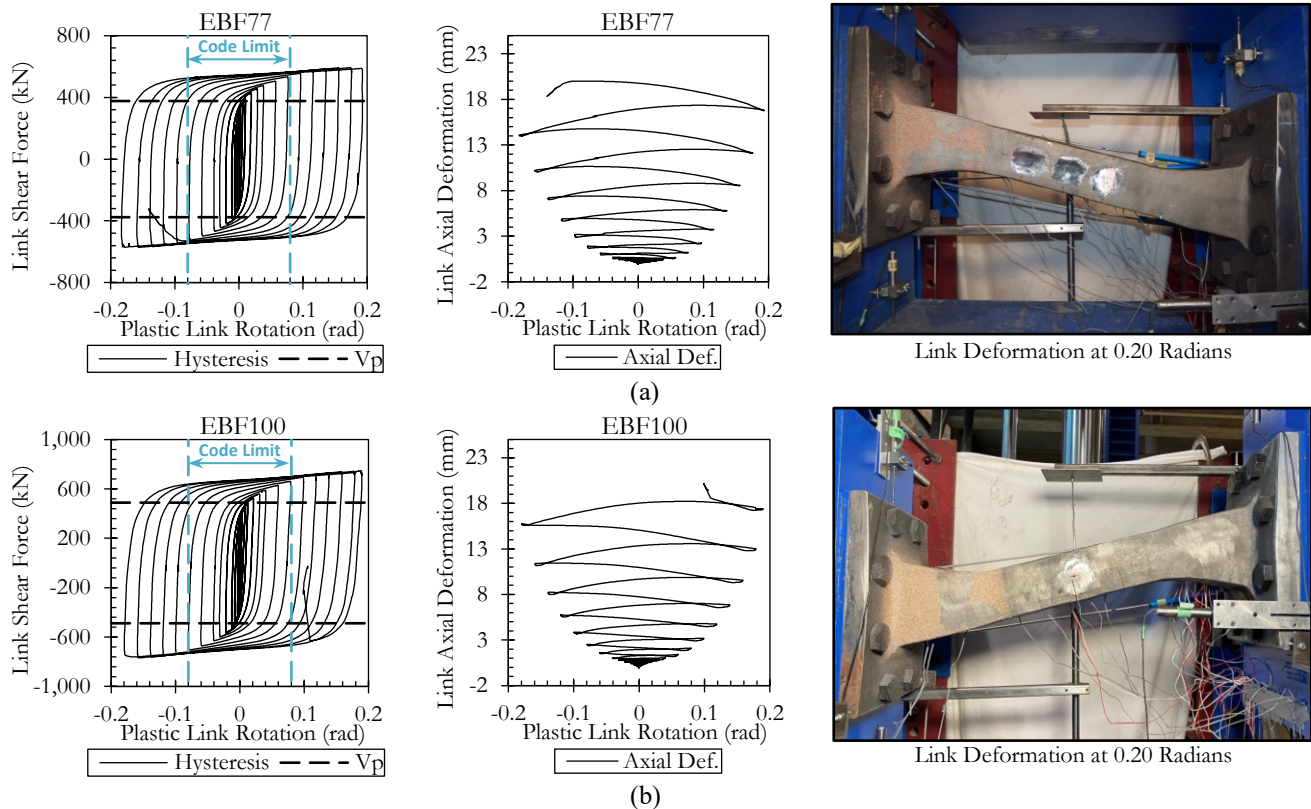 EBF77
Link Shear Force (kN)
800
400
0
-400
-800
Code Limit
-0.2 -0.1 0 0.1 0.2
Plastic Link Rotation (rad)
Hysteresis Vp
EBF77
Link Axial Deformation (mm)
23
18
13
8
3
-2
-0.2 -0.1 0 0.1 0.2
Plastic Link Rotation (rad)
Axial Def.
Link Deformation at 0.20 Radians
(a)
EBF100
Link Shear Force (kN)
1,000
600
200
-200
-600
-1,000
Code Limit
-0.2 -0.1 0 0.1 0.2
Plastic Link Rotation (rad)
Hysteresis Vp
EBF100
Link Axial Deformation (mm)
23
18
13
8
3
-2
-0.2 -0.1 0 0.1 0.2
Plastic Link Rotation (rad)
Axial Def.
Link Deformation at 0.20 Radians
(b)